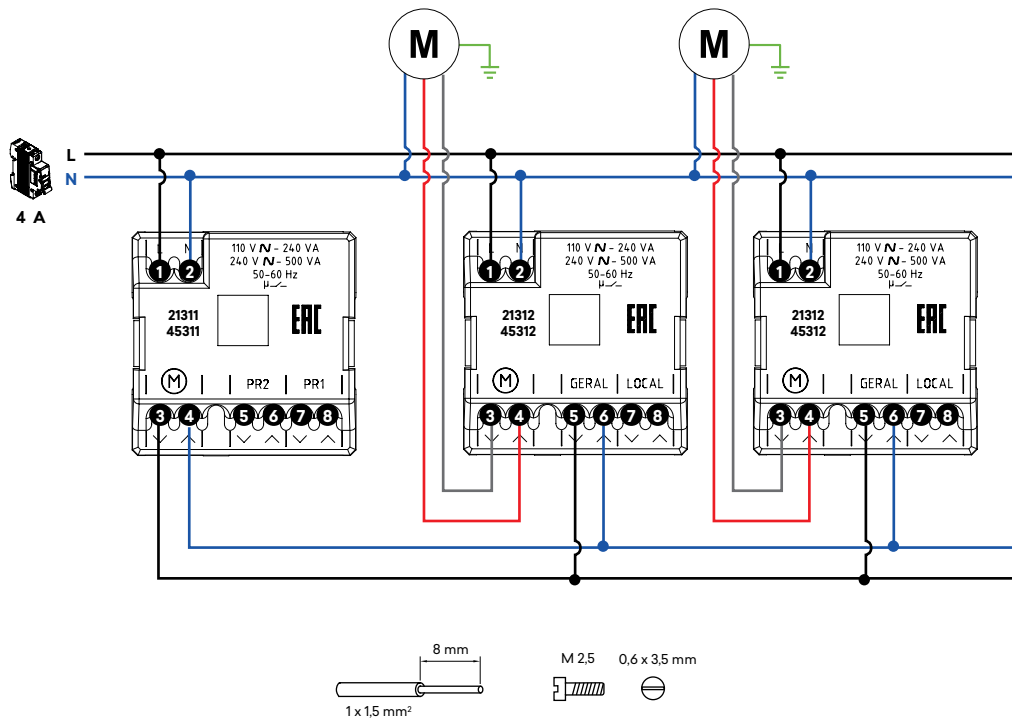 M
M
L
N
4 A
L N
110 V ~ - 240 VA
240 V ~ - 500 VA
50-60 Hz
µ
1 2
21311
45311
EAC
M PR2 PR1
3 4 5 6 7 8
L N
110 V ~ - 240 VA
240 V ~ - 500 VA
50-60 Hz
µ
1 2
21312
45312
EAC
M GERAL LOCAL
3 4 5 6 7 8
L N
110 V ~ - 240 VA
240 V ~ - 500 VA
50-60 Hz
µ
1 2
21312
45312
EAC
M GERAL LOCAL
3 4 5 6 7 8
8 mm
1 x 1,5 mm²
M 2,5
0,6 x 3,5 mm